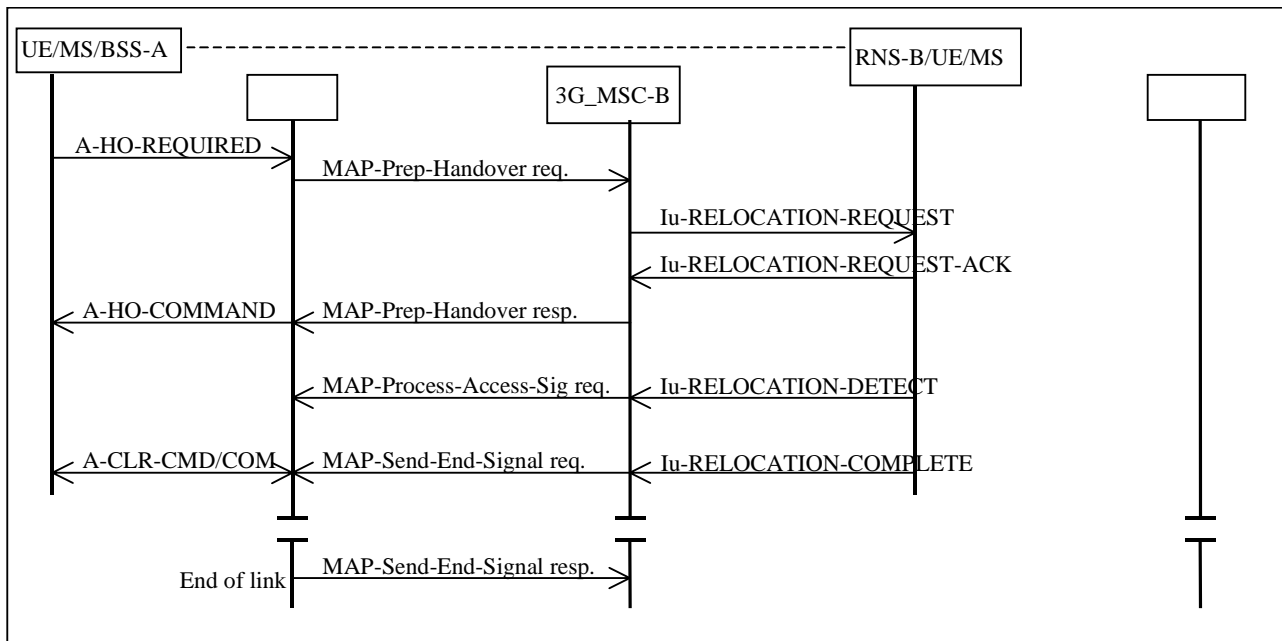 UE/MS/BSS-A
RNS-B/UE/MS
3G_MSC-B
A-HO-REQUIRED
MAP-Prep-Handover req.
Iu-RELOCATION-REQUEST
Iu-RELOCATION-REQUEST-ACK
A-HO-COMMAND
MAP-Prep-Handover resp.
MAP-Process-Access-Sig req.
Iu-RELOCATION-DETECT
A-CLR-CMD/COM
MAP-Send-End-Signal req.
Iu-RELOCATION-COMPLETE
End of link
MAP-Send-End-Signal resp.